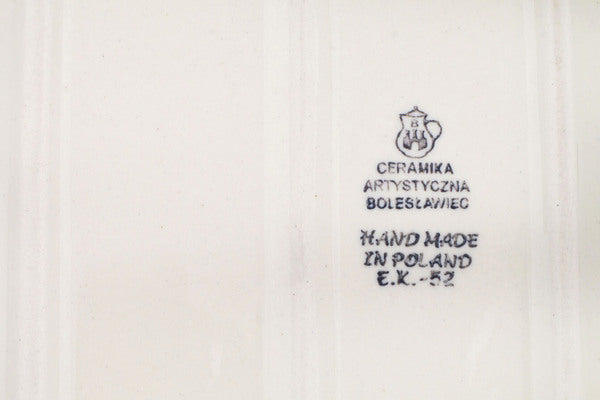 B
CERAMIKA
ARTYSTYCZNA
BOLESŁAWIEC
HAND MADE
IN POLAND
E.K.-52